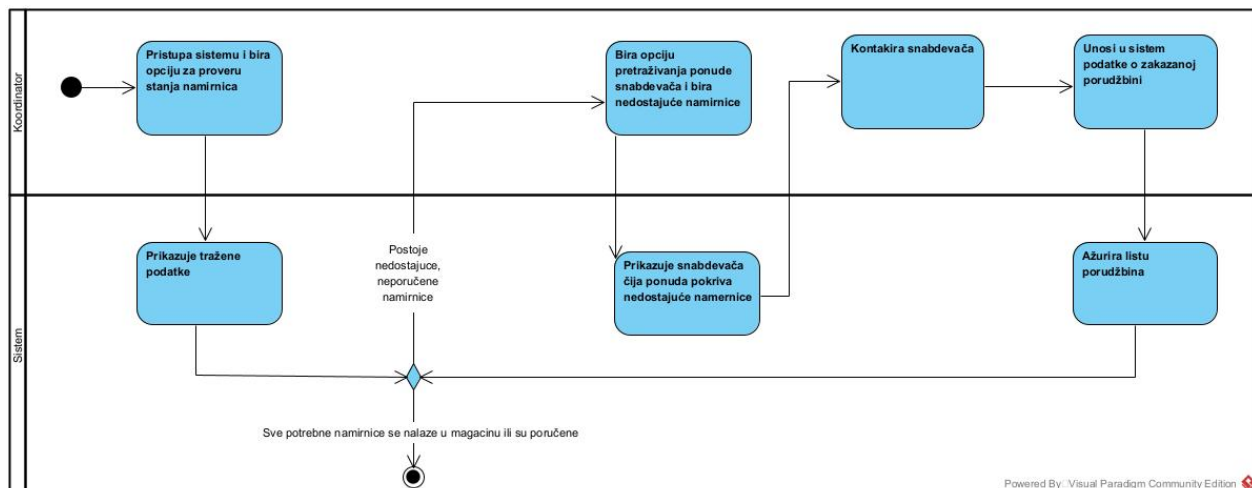 Koordinator
Pristupa sistemu i bira
opciju za proveru
stanja namirnica
Bira opciju
pretraživanja ponude
snabdevača i bira
nedostajuće namirnice
Kontakira snabdevača
Unosi u sistem
podatke o zakazanoj
porudžbini
Sistem
Prikazuje tražene
podatke
Postoje
nedostajuce,
neporučene
namirnice
Prikazuje snabdevača
čija ponuda pokriva
nedostajuće namernice
Ažurira listu
porudžbina
Sve potrebne namirnice se nalaze u magacinu ili su poručene
Powered By Visual Paradigm Community Edition